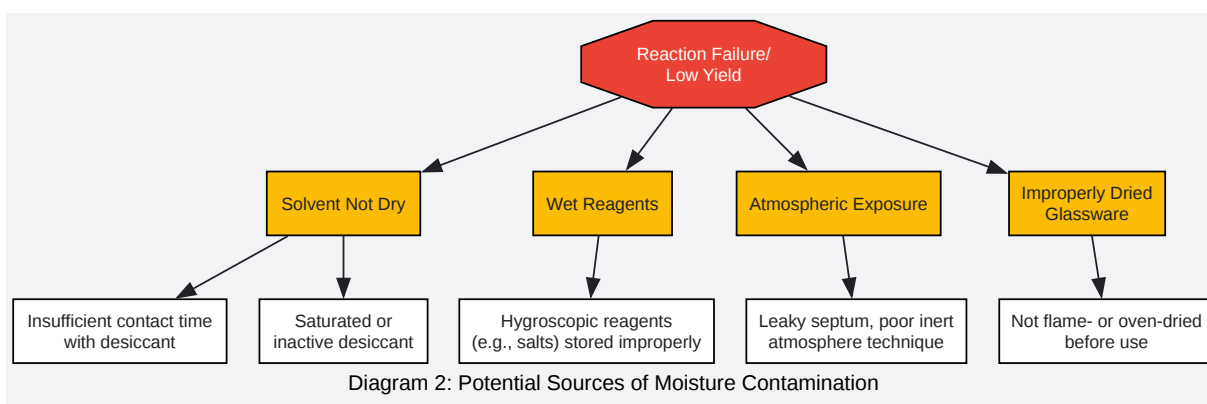 Reaction Failure/
Low Yield
Solvent Not Dry
Wet Reagents
Atmospheric Exposure
Improperly Dried
Glassware
Insufficient contact time
with desiccant
Saturated or
inactive desiccant
Hygroscopic reagents
(e.g., salts) stored improperly
Leaky septum, poor inert
atmosphere technique
Not flame- or oven-dried
before use
Diagram 2: Potential Sources of Moisture Contamination